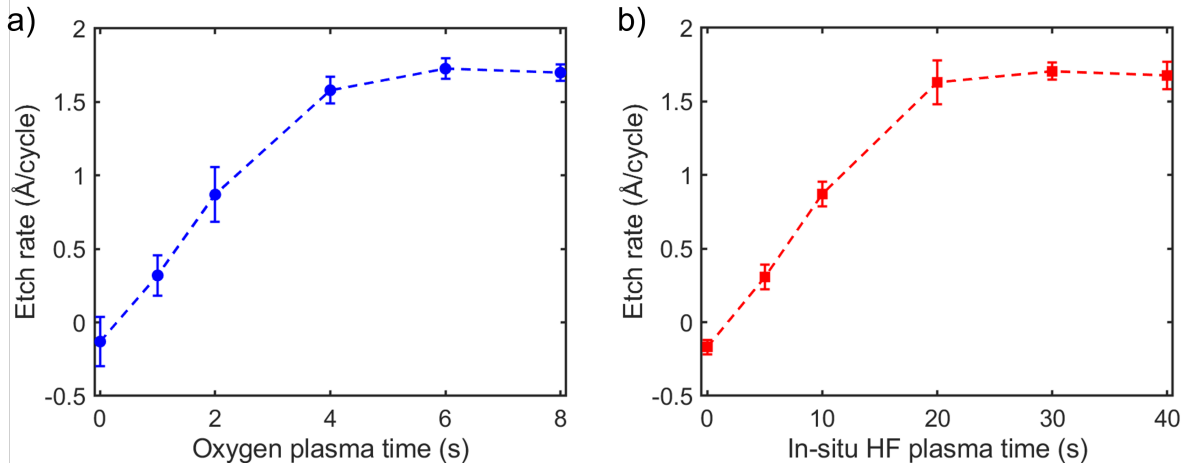 a)
2
1.5
1
0.5
0
-0.5
Etch rate (Å/cycle)
0 2 4 6 8
Oxygen plasma time (s)
b)
2
1.5
1
0.5
0
-0.5
Etch rate (Å/cycle)
0 10 20 30 40
In-situ HF plasma time (s)